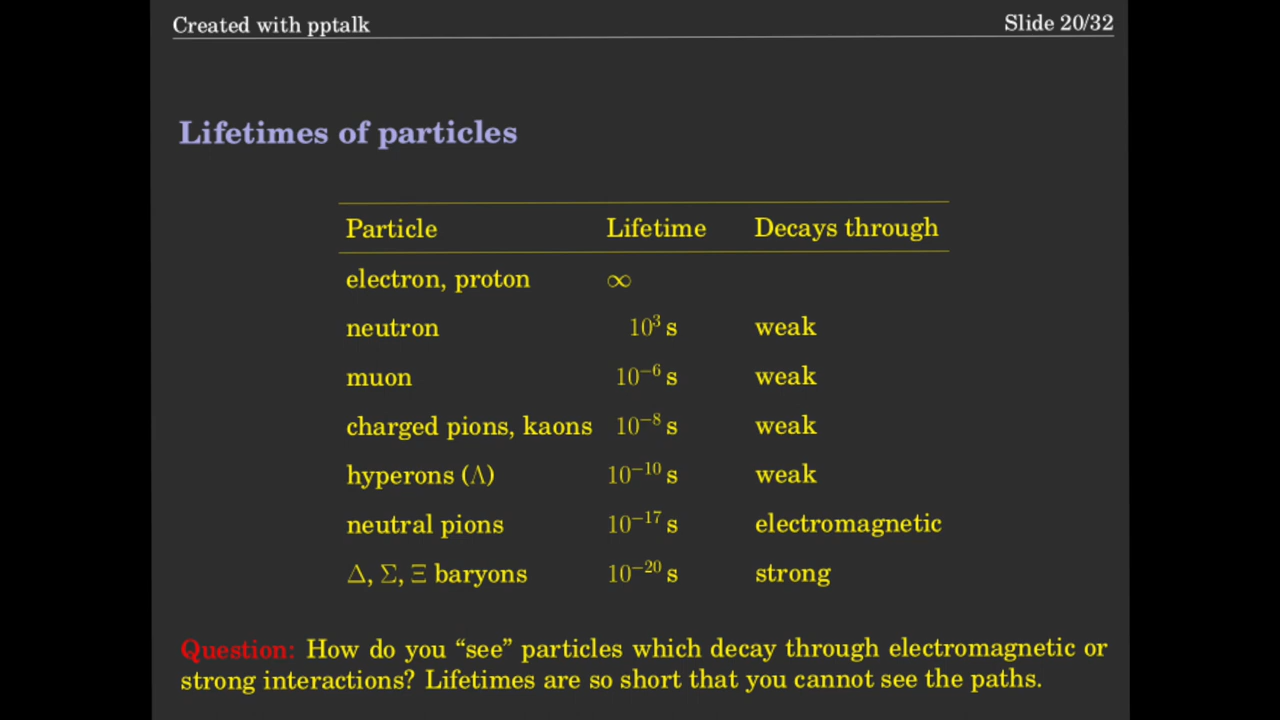 Created with pptalk
Slide 20/32
Lifetimes of particles
Particle Lifetime Decays through
electron, proton ∞
neutron 10³ s weak
muon 10⁻⁶ s weak
charged pions, kaons 10⁻⁸ s weak
hyperons (Λ) 10⁻¹⁰ s weak
neutral pions 10⁻¹⁷ s electromagnetic
Δ, Σ, Ξ baryons 10⁻²⁰ s strong
Question: How do you “see” particles which decay through electromagnetic or
strong interactions? Lifetimes are so short that you cannot see the paths.